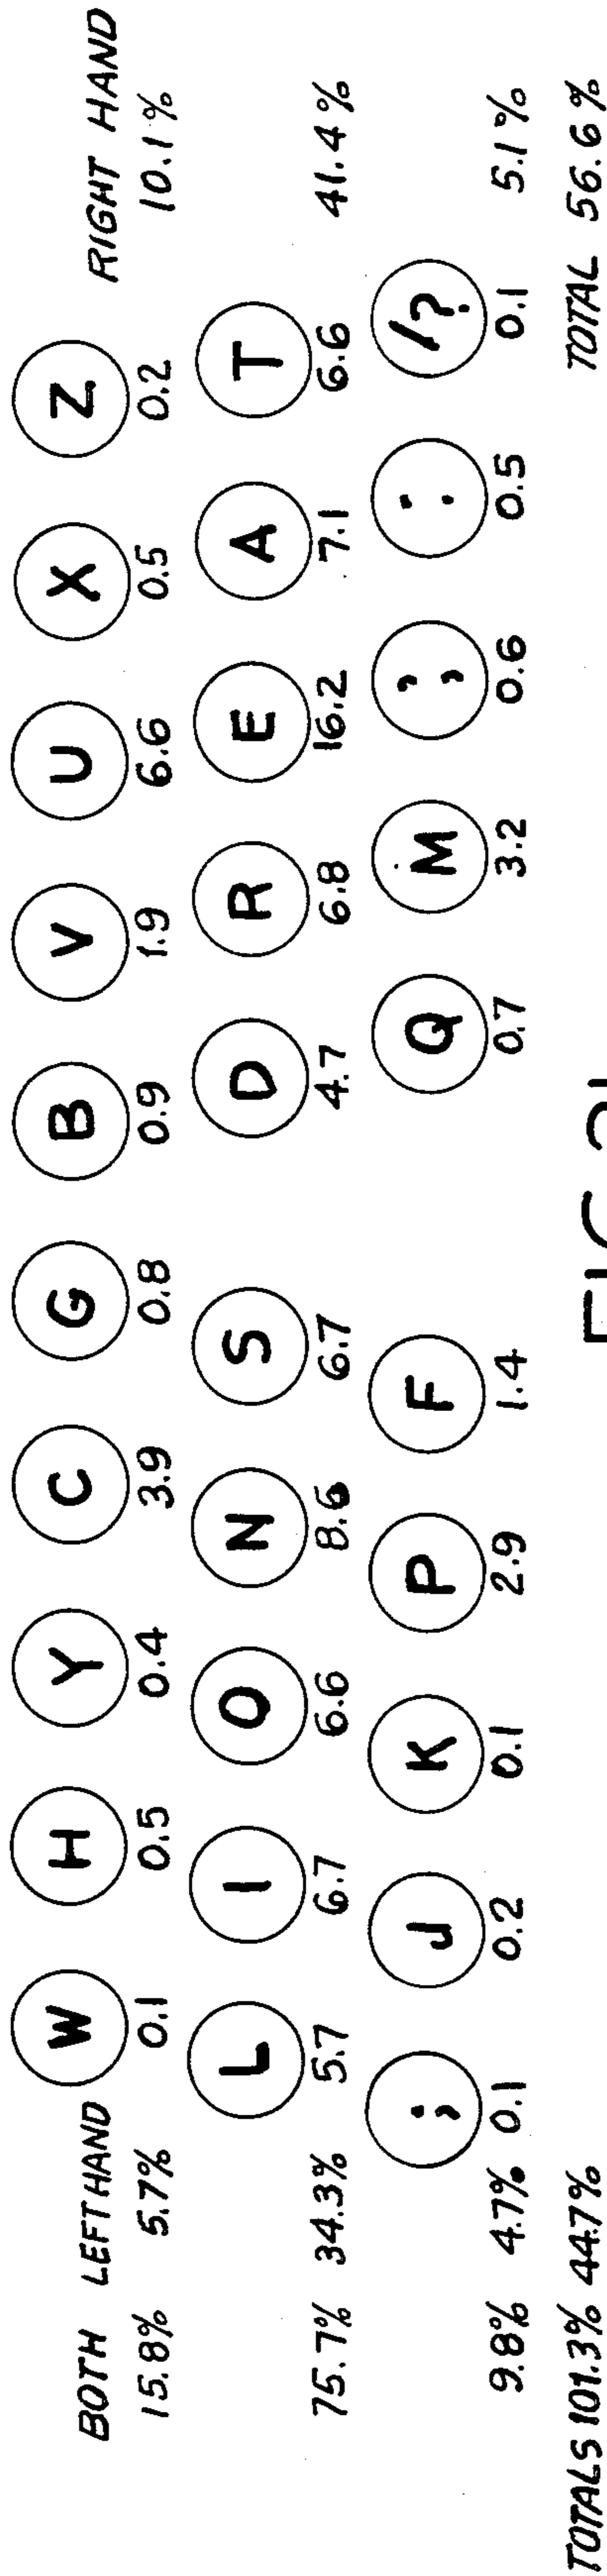 BOTH LEFT HAND RIGHT HAND
W H Y C G B V U X Z
15.8% 5.7% 0.1 0.5 0.4 3.9 0.8 0.9 1.9 6.6 0.5 0.2 10.1%
L I O N S D R E A T
75.7% 34.3% 5.7 6.7 6.6 8.6 6.7 4.7 6.8 16.2 7.1 6.6 41.4%
; J K P F Q M , . /?
9.8% 4.7% 0.1 0.2 0.1 2.9 1.4 0.7 3.2 0.6 0.5 0.1 5.1%
TOTALS 101.3% 44.7% TOTAL 56.6%